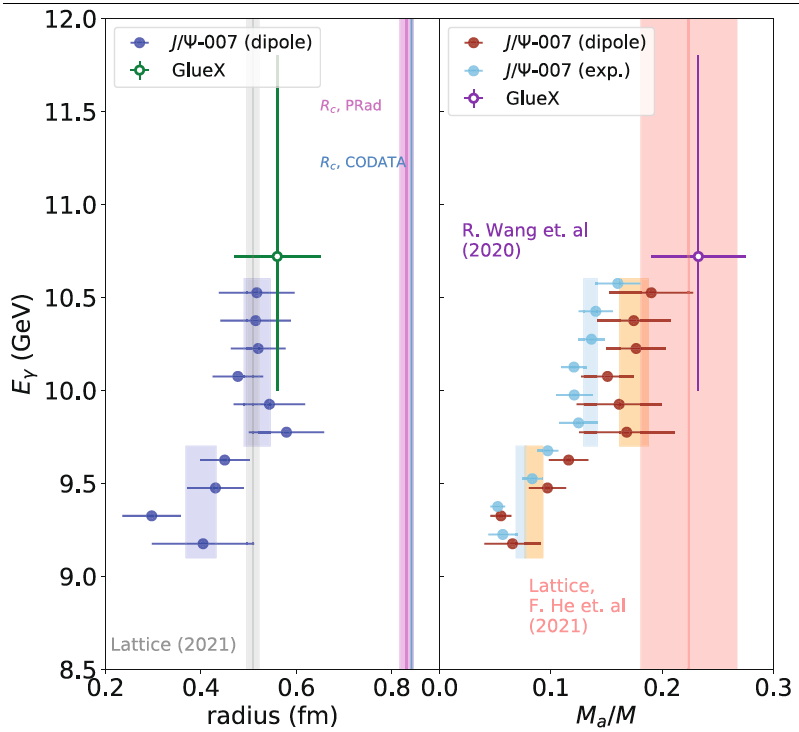 12.0
11.5
11.0
10.5
10.0
9.5
9.0
8.5
E_γ (GeV)
J/Ψ-007 (dipole)
GlueX
R_c, PRad
R_c, CODATA
Lattice (2021)
0.2 0.4 0.6 0.8
radius (fm)
J/Ψ-007 (dipole)
J/Ψ-007 (exp.)
GlueX
R. Wang et. al
(2020)
Lattice,
F. He et. al
(2021)
0.0 0.1 0.2 0.3
M_a/M